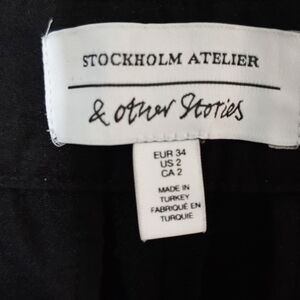 STOCKHOLM ATELIER
& other Stories
EUR 34
US 2
CA 2
MADE IN
TURKEY
FABRIQUÉ EN
TURQUIE